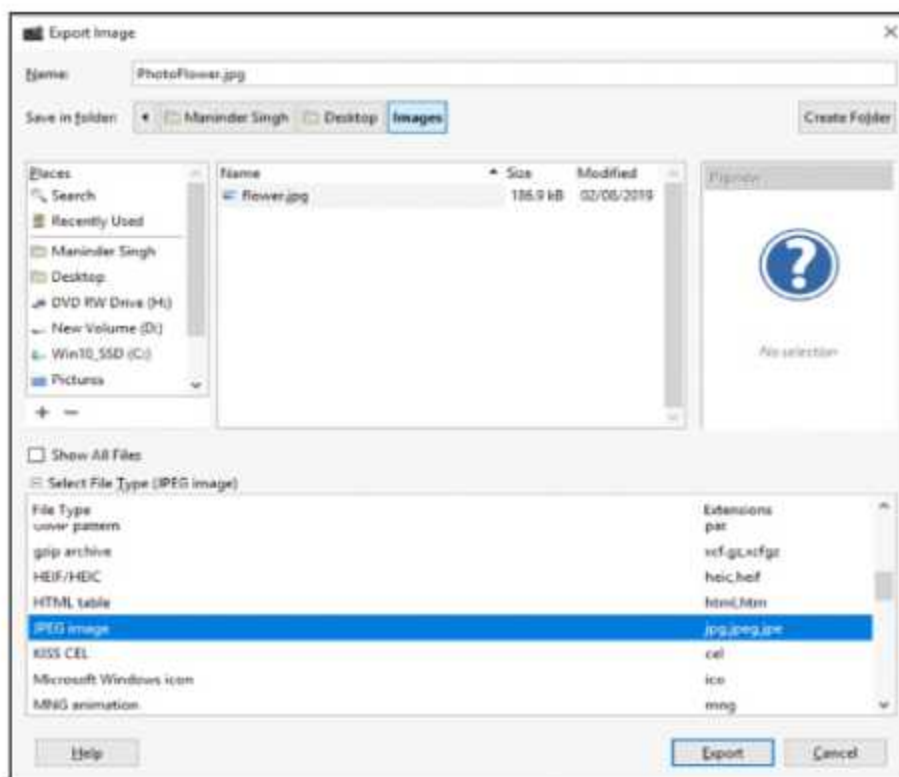 Export Image
Name: PhotoFlower.jpg
Save in folder: Maninder Singh Desktop Images Create Folder
Places
Search
Recently Used
Maninder Singh
Desktop
DVD RW Drive (H:)
New Volume (D:)
Win10_SSD (C:)
Pictures
Name Size Modified
flower.jpg 186.9 kB 02/06/2019
Preview
No selection
Show All Files
Select File Type (JPEG image)
File Type Extensions
pattern pat
gzip archive xcf.gz,xcfgz
HEIF/HEIC heic,heif
HTML table html,htm
JPEG image jpg,jpeg,jpe
KISS CEL cel
Microsoft Windows icon ico
MNG animation mng
Help Export Cancel